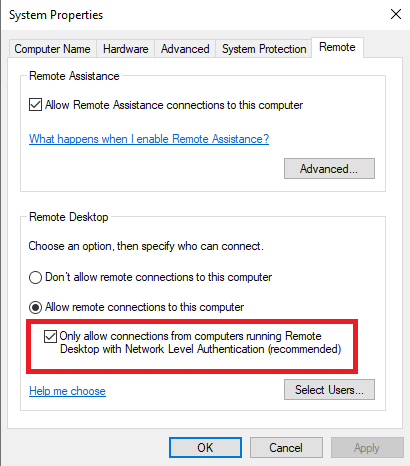 System Properties
Computer Name
Hardware
Advanced
System Protection
Remote
Remote Assistance
Allow Remote Assistance connections to this computer
What happens when I enable Remote Assistance?
Advanced...
Remote Desktop
Choose an option, then specify who can connect.
Don't allow remote connections to this computer
Allow remote connections to this computer
Only allow connections from computers running Remote
Desktop with Network Level Authentication (recommended)
Help me choose
Select Users...
OK
Cancel
Apply